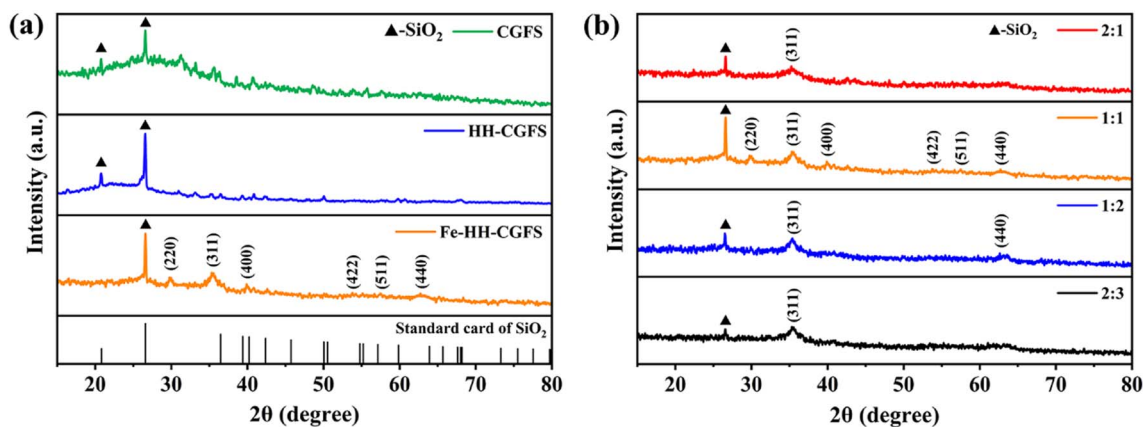 (a)
▲-SiO₂ CGFS
HH-CGFS
Fe-HH-CGFS
(220) (311) (400) (422) (511) (440)
Standard card of SiO₂
Intensity (a.u.)
20 30 40 50 60 70 80
2θ (degree)
(b)
▲-SiO₂ 2:1
(311)
1:1
(220) (311) (400) (422) (511) (440)
1:2
(311) (440)
2:3
(311)
Intensity (a.u.)
20 30 40 50 60 70 80
2θ (degree)